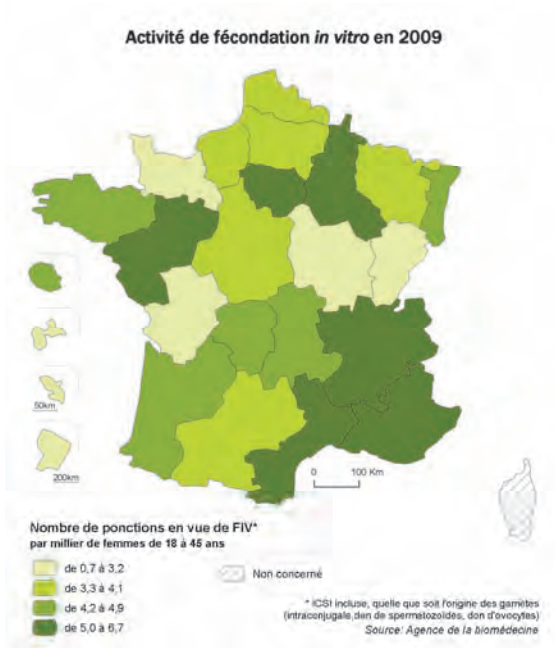 Activité de fécondation in vitro en 2009
50km
200km
0 100 Km
Nombre de ponctions en vue de FIV*
par millier de femmes de 18 à 45 ans
de 0,7 à 3,2
de 3,3 à 4,1
de 4,2 à 4,9
de 5,0 à 6,7
Non concerné
* ICSI incluse, quelle que soit l'origine des gamètes
(intraconjugale,don de spermatozoïdes, don d'ovocytes)
Source: Agence de la biomédecine